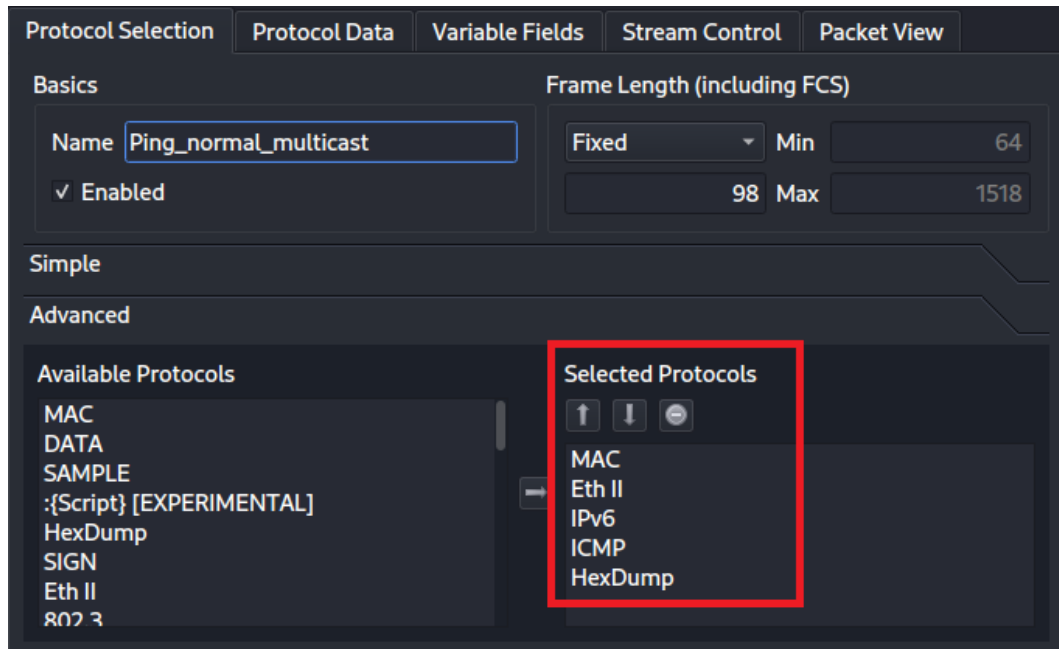 Protocol Selection Protocol Data Variable Fields Stream Control Packet View
Basics
Name Ping_normal_multicast
Enabled
Frame Length (including FCS)
Fixed Min 64
98 Max 1518
Simple
Advanced
Available Protocols
MAC
DATA
SAMPLE
:{Script} [EXPERIMENTAL]
HexDump
SIGN
Eth II
802.3
Selected Protocols
MAC
Eth II
IPv6
ICMP
HexDump